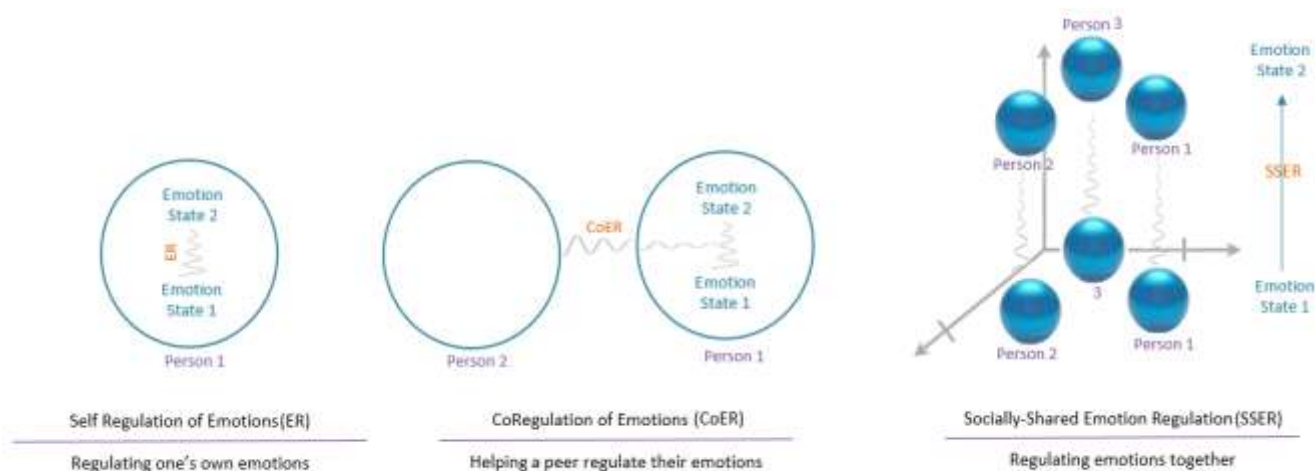 Emotion
State 2
ER
Emotion
State 1
Person 1
Self Regulation of Emotions(ER)
Regulating one's own emotions
CoER
Emotion
State 2
Emotion
State 1
Person 2
Person 1
CoRegulation of Emotions (CoER)
Helping a peer regulate their emotions
Person 3
Person 2
Person 1
3
Person 2
Person 1
Emotion
State 2
SSER
Emotion
State 1
Socially-Shared Emotion Regulation(SSER)
Regulating emotions together